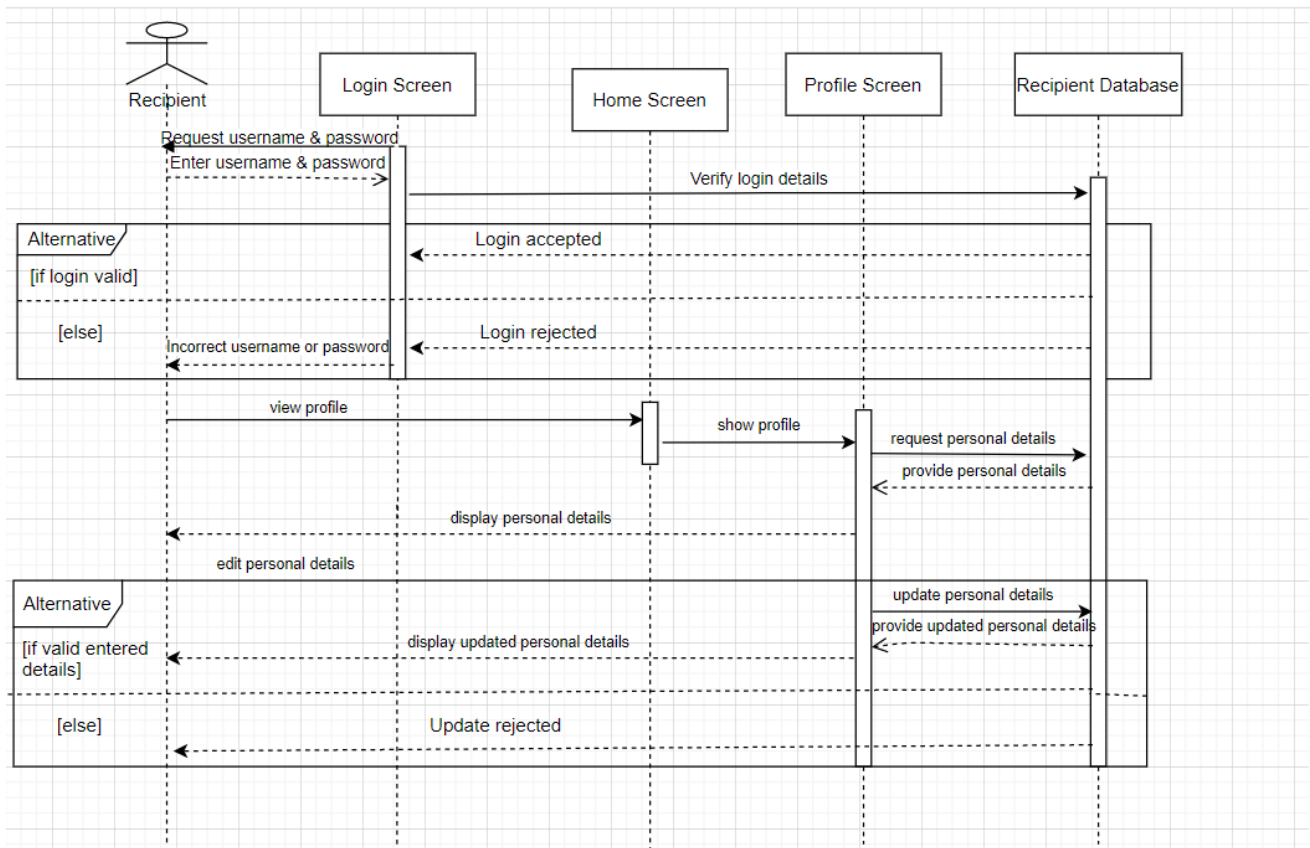 Recipient
Login Screen
Home Screen
Profile Screen
Recipient Database
Request username & password
Enter username & password
Verify login details
Alternative
Login accepted
[if login valid]
[else]
Login rejected
Incorrect username or password
view profile
show profile
request personal details
provide personal details
display personal details
edit personal details
Alternative
update personal details
provide updated personal details
[if valid entered
details]
display updated personal details
[else]
Update rejected